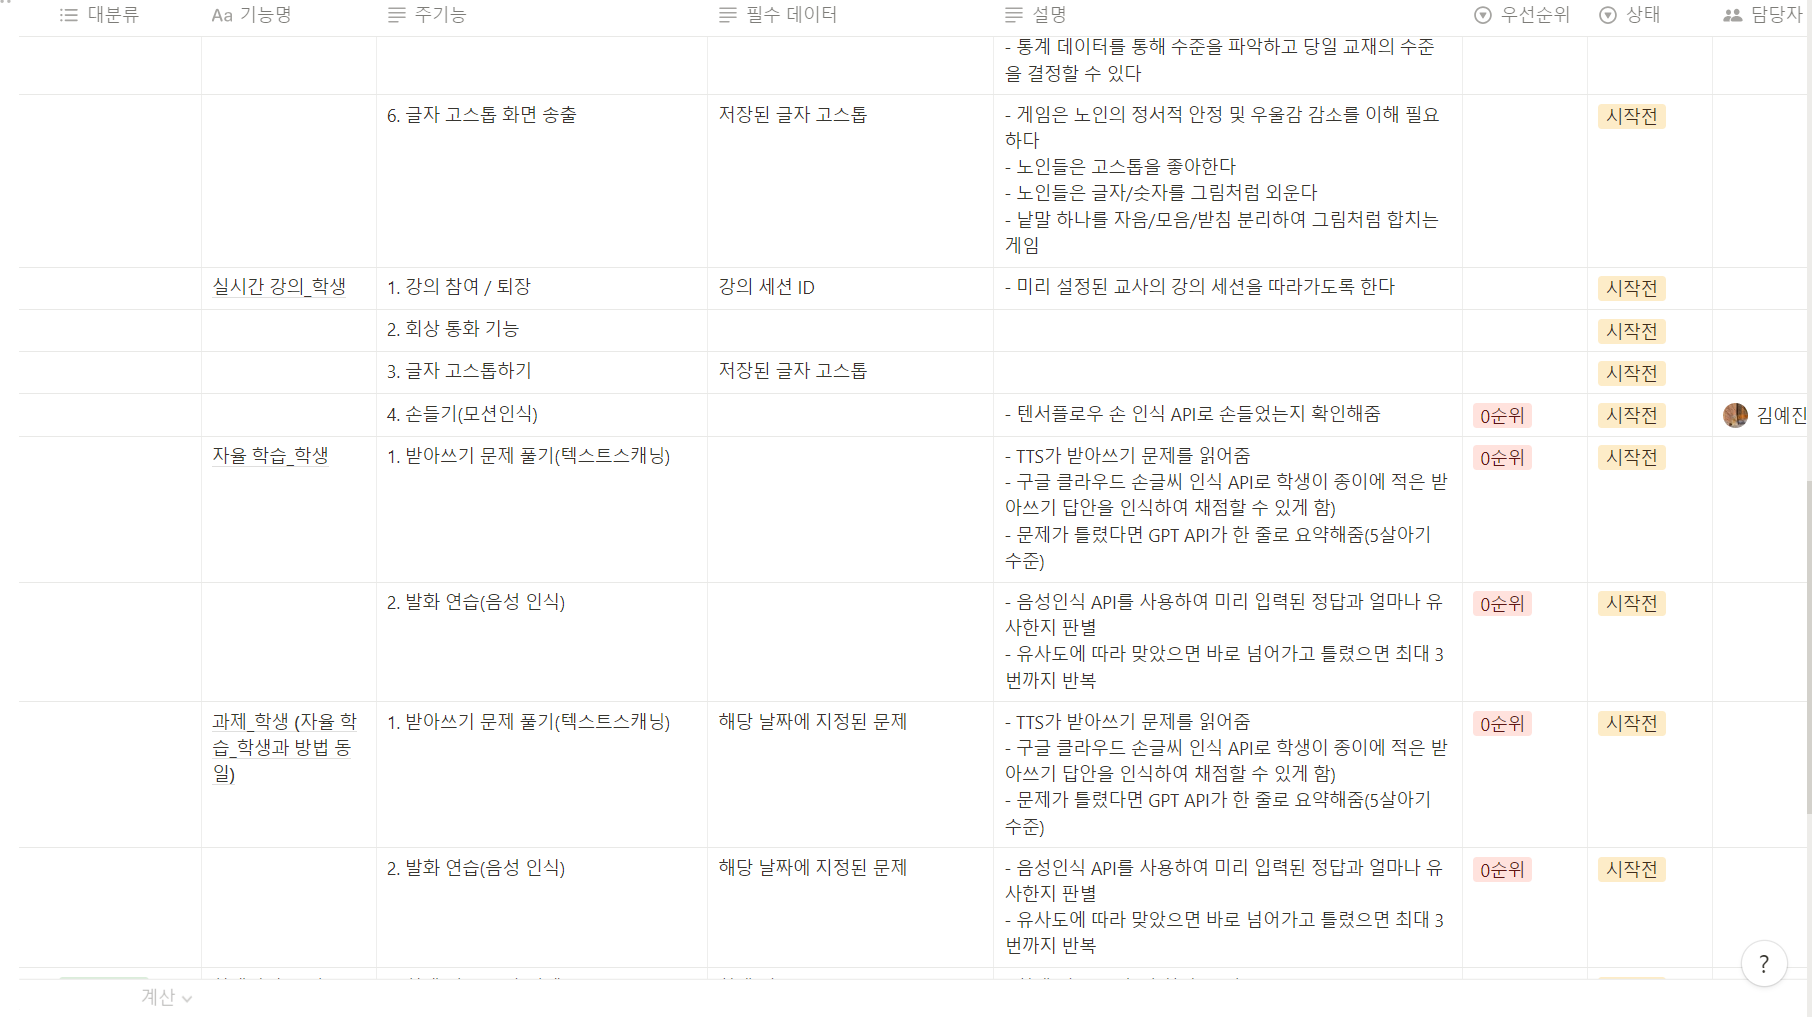 대분류
Aa 기능명
주기능
필수 데이터
설명
우선순위
상태
담당자
- 통계 데이터를 통해 수준을 파악하고 당일 교재의 수준
을 결정할 수 있다
6. 글자 고스톱 화면 송출
저장된 글자 고스톱
- 게임은 노인의 정서적 안정 및 우울감 감소를 이해 필요
하다
- 노인들은 고스톱을 좋아한다
- 노인들은 글자/숫자를 그림처럼 외운다
- 낱말 하나를 자음/모음/받침 분리하여 그림처럼 합치는
게임
시작전
실시간 강의_학생
1. 강의 참여 / 퇴장
강의 세션 ID
- 미리 설정된 교사의 강의 세션을 따라가도록 한다
시작전
2. 회상 통화 기능
시작전
3. 글자 고스톱하기
저장된 글자 고스톱
시작전
4. 손들기(모션인식)
- 텐서플로우 손 인식 API로 손들었는지 확인해줌
0순위
시작전
김예진
자율 학습_학생
1. 받아쓰기 문제 풀기(텍스트스캐닝)
- TTS가 받아쓰기 문제를 읽어줌
- 구글 클라우드 손글씨 인식 API로 학생이 종이에 적은 받
아쓰기 답안을 인식하여 채점할 수 있게 함)
- 문제가 틀렸다면 GPT API가 한 줄로 요약해줌(5살아기
수준)
0순위
시작전
2. 발화 연습(음성 인식)
- 음성인식 API를 사용하여 미리 입력된 정답과 얼마나 유
사한지 판별
- 유사도에 따라 맞았으면 바로 넘어가고 틀렸으면 최대 3
번까지 반복
0순위
시작전
과제_학생 (자율 학
습_학생과 방법 동
일)
1. 받아쓰기 문제 풀기(텍스트스캐닝)
해당 날짜에 지정된 문제
- TTS가 받아쓰기 문제를 읽어줌
- 구글 클라우드 손글씨 인식 API로 학생이 종이에 적은 받
아쓰기 답안을 인식하여 채점할 수 있게 함)
- 문제가 틀렸다면 GPT API가 한 줄로 요약해줌(5살아기
수준)
0순위
시작전
2. 발화 연습(음성 인식)
해당 날짜에 지정된 문제
- 음성인식 API를 사용하여 미리 입력된 정답과 얼마나 유
사한지 판별
- 유사도에 따라 맞았으면 바로 넘어가고 틀렸으면 최대 3
번까지 반복
0순위
시작전
계산
?